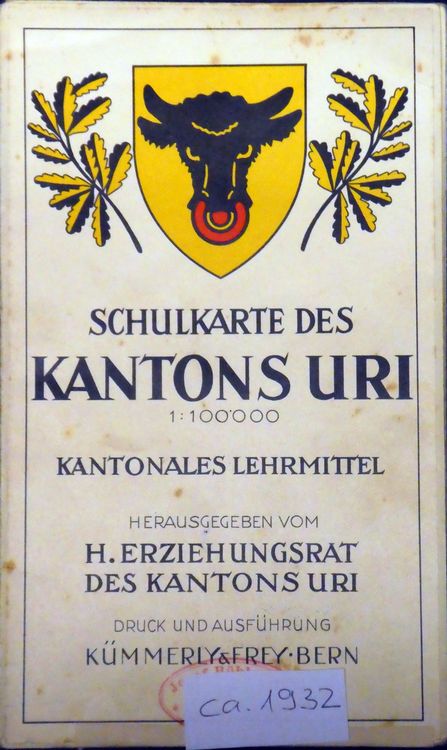 SCHULKARTE DES
KANTONS URI
1:100'000
KANTONALES LEHRMITTEL
HERAUSGEGEBEN VOM
H. ERZIEHUNGSRAT
DES KANTONS URI
DRUCK UND AUSFÜHRUNG
KÜMMERLY & FREY · BERN
ca. 1932